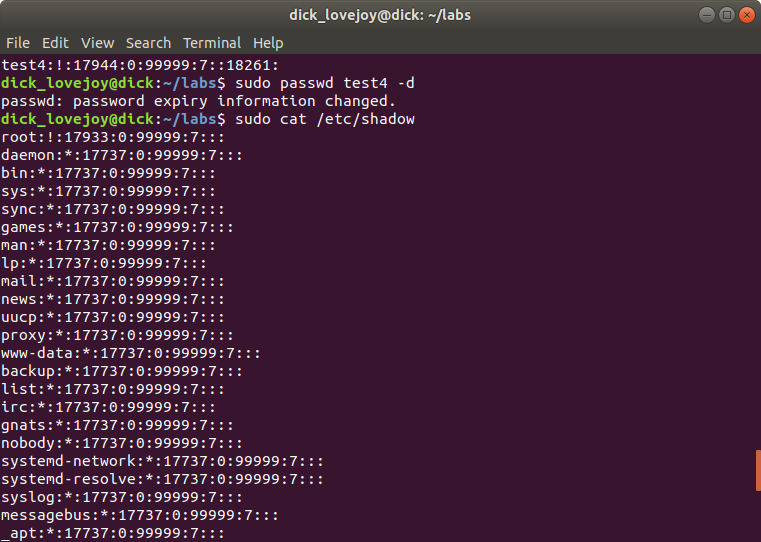 dick_lovejoy@dick: ~/labs
File Edit View Search Terminal Help
test4:!:17944:0:99999:7::18261:
dick_lovejoy@dick:~/labs$ sudo passwd test4 -d
passwd: password expiry information changed.
dick_lovejoy@dick:~/labs$ sudo cat /etc/shadow
root:!:17933:0:99999:7:::
daemon:*:17737:0:99999:7:::
bin:*:17737:0:99999:7:::
sys:*:17737:0:99999:7:::
sync:*:17737:0:99999:7:::
games:*:17737:0:99999:7:::
man:*:17737:0:99999:7:::
lp:*:17737:0:99999:7:::
mail:*:17737:0:99999:7:::
news:*:17737:0:99999:7:::
uucp:*:17737:0:99999:7:::
proxy:*:17737:0:99999:7:::
www-data:*:17737:0:99999:7:::
backup:*:17737:0:99999:7:::
list:*:17737:0:99999:7:::
irc:*:17737:0:99999:7:::
gnats:*:17737:0:99999:7:::
nobody:*:17737:0:99999:7:::
systemd-network:*:17737:0:99999:7:::
systemd-resolve:*:17737:0:99999:7:::
syslog:*:17737:0:99999:7:::
messagebus:*:17737:0:99999:7:::
_apt:*:17737:0:99999:7:::